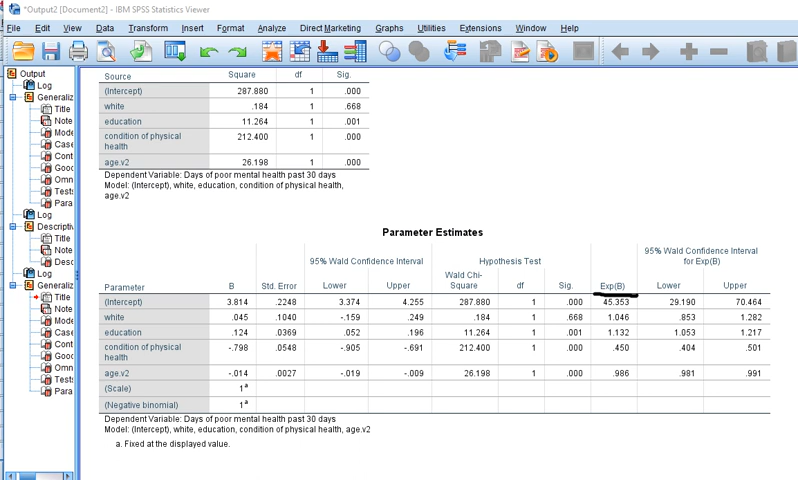 *Output2 [Document2] - IBM SPSS Statistics Viewer
File Edit View Data Transform Insert Format Analyze Direct Marketing Graphs Utilities Extensions Window Help
Output
Log
Generaliz
Title
Note
Mode
Case
Cont
Good
Omn
Tests
Para
Log
Descripti
Title
Note
Desc
Log
Generaliz
Title
Note
Mode
Case
Cont
Good
Omn
Test
Para
Source Square df Sig.
(Intercept) 287.880 1 .000
white .184 1 .668
education 11.264 1 .001
condition of physical
health 212.400 1 .000
age.v2 26.198 1 .000
Dependent Variable: Days of poor mental health past 30 days
Model: (Intercept), white, education, condition of physical health,
age.v2
Parameter Estimates
95% Wald Confidence Interval Hypothesis Test 95% Wald Confidence Interval
for Exp(B)
Wald Chi-
Parameter B Std. Error Lower Upper Square df Sig. Exp(B) Lower Upper
(Intercept) 3.814 .2248 3.374 4.255 287.880 1 .000 45.353 29.190 70.464
white .045 .1040 -.159 .249 .184 1 .668 1.046 .853 1.282
education .124 .0369 .052 .196 11.264 1 .001 1.132 1.053 1.217
condition of physical
health -.798 .0548 -.905 -.691 212.400 1 .000 .450 .404 .501
age.v2 -.014 .0027 -.019 -.009 26.198 1 .000 .986 .981 .991
(Scale) 1a
(Negative binomial) 1a
Dependent Variable: Days of poor mental health past 30 days
Model: (Intercept), white, education, condition of physical health, age.v2
a. Fixed at the displayed value.